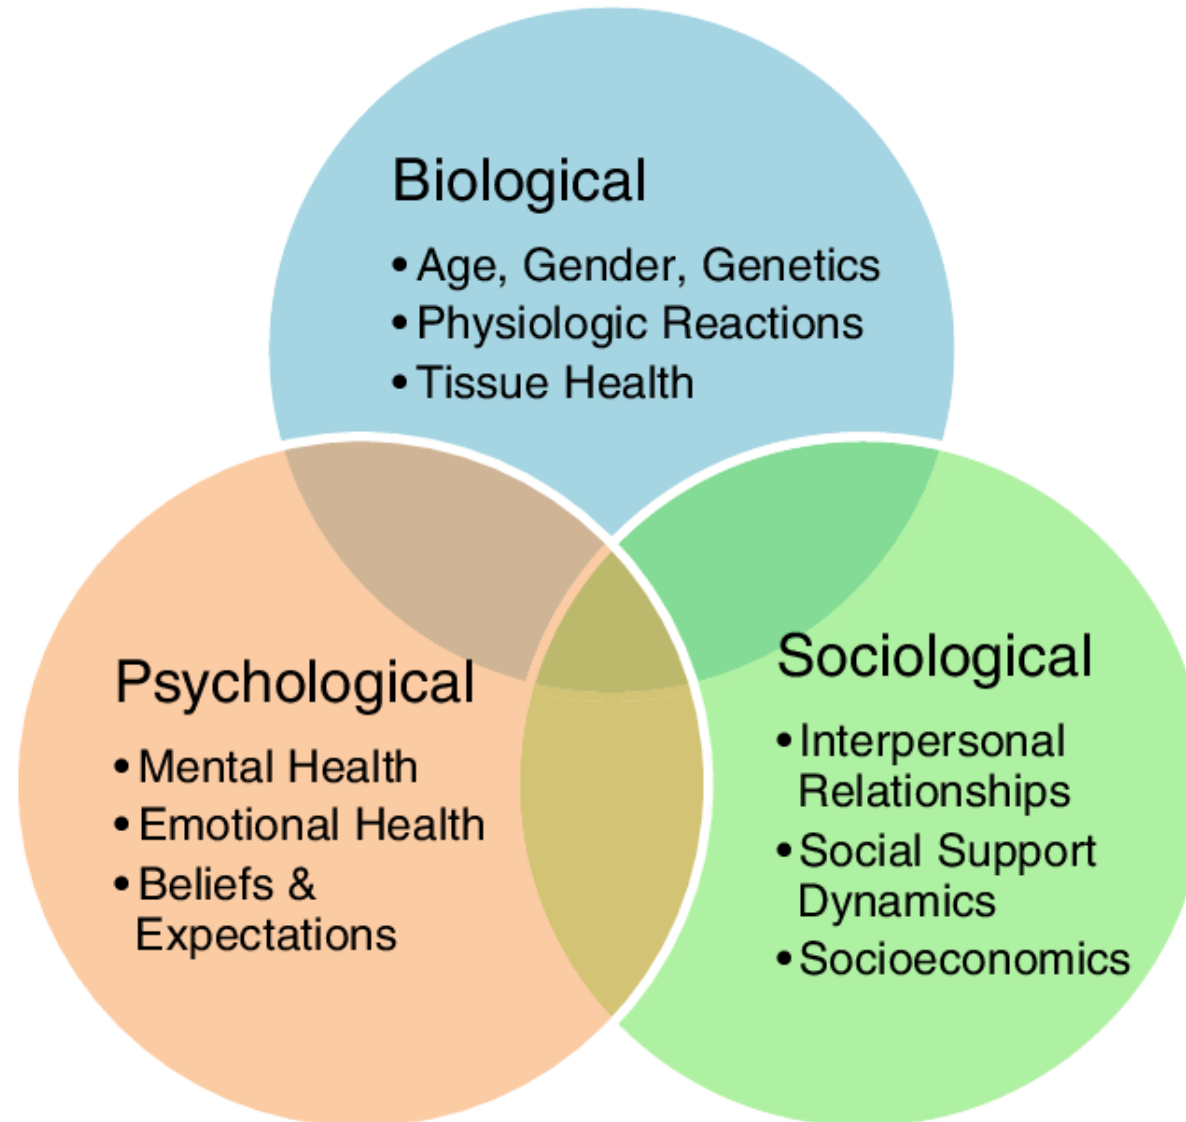 Biological
• Age, Gender, Genetics
• Physiologic Reactions
• Tissue Health
Psychological
• Mental Health
• Emotional Health
• Beliefs &
Expectations
Sociological
• Interpersonal
Relationships
• Social Support
Dynamics
• Socioeconomics